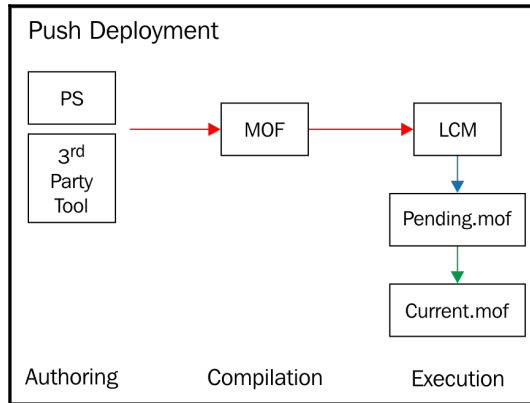 Push Deployment
PS
MOF
LCM
3rd
Party
Tool
Pending.mof
Current.mof
Authoring
Compilation
Execution